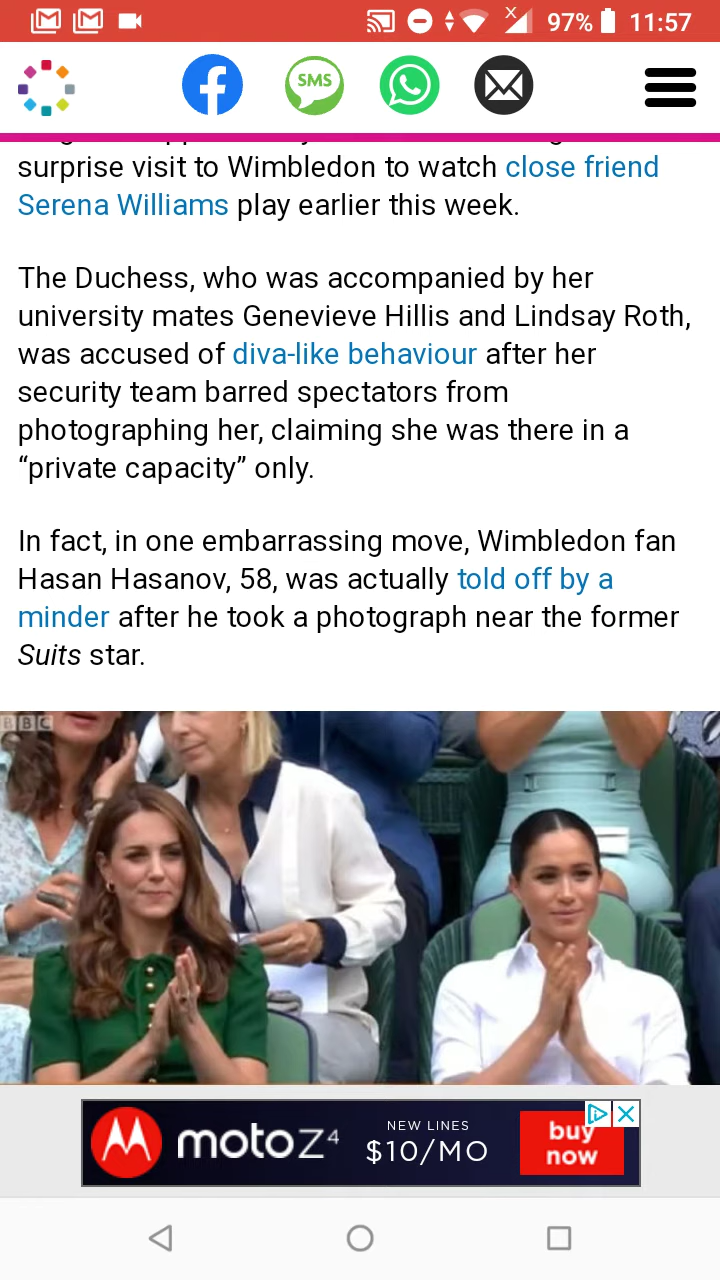 97% 11:57
SMS
surprise visit to Wimbledon to watch close friend
Serena Williams play earlier this week.
The Duchess, who was accompanied by her
university mates Genevieve Hillis and Lindsay Roth,
was accused of diva-like behaviour after her
security team barred spectators from
photographing her, claiming she was there in a
“private capacity” only.
In fact, in one embarrassing move, Wimbledon fan
Hasan Hasanov, 58, was actually told off by a
minder after he took a photograph near the former
Suits star.
BBC
moto z4
NEW LINES
$10/MO
buy
now